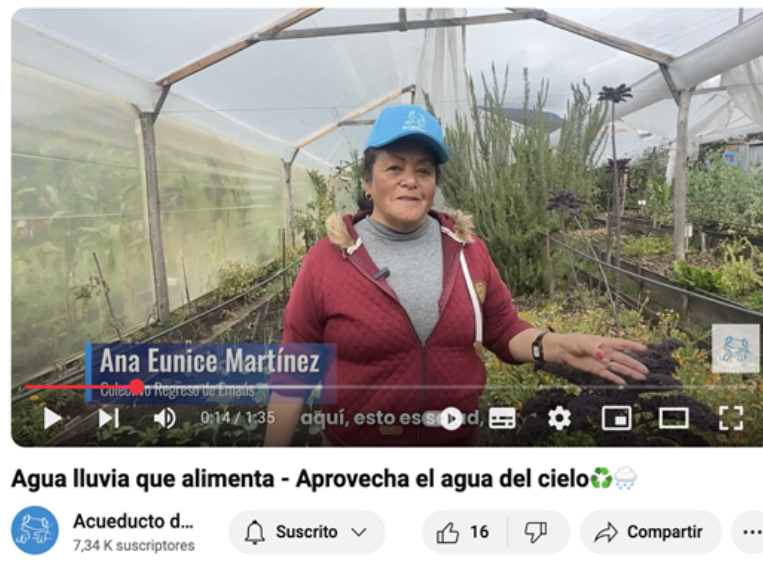 Ana Eunice Martínez
Colectivo Regreso de Emaús
0:14 / 1:35
aquí, esto es salud,
Agua lluvia que alimenta - Aprovecha el agua del cielo♻️🌧️
Acueducto d...
7,34 K suscriptores
Suscrito
16
Compartir